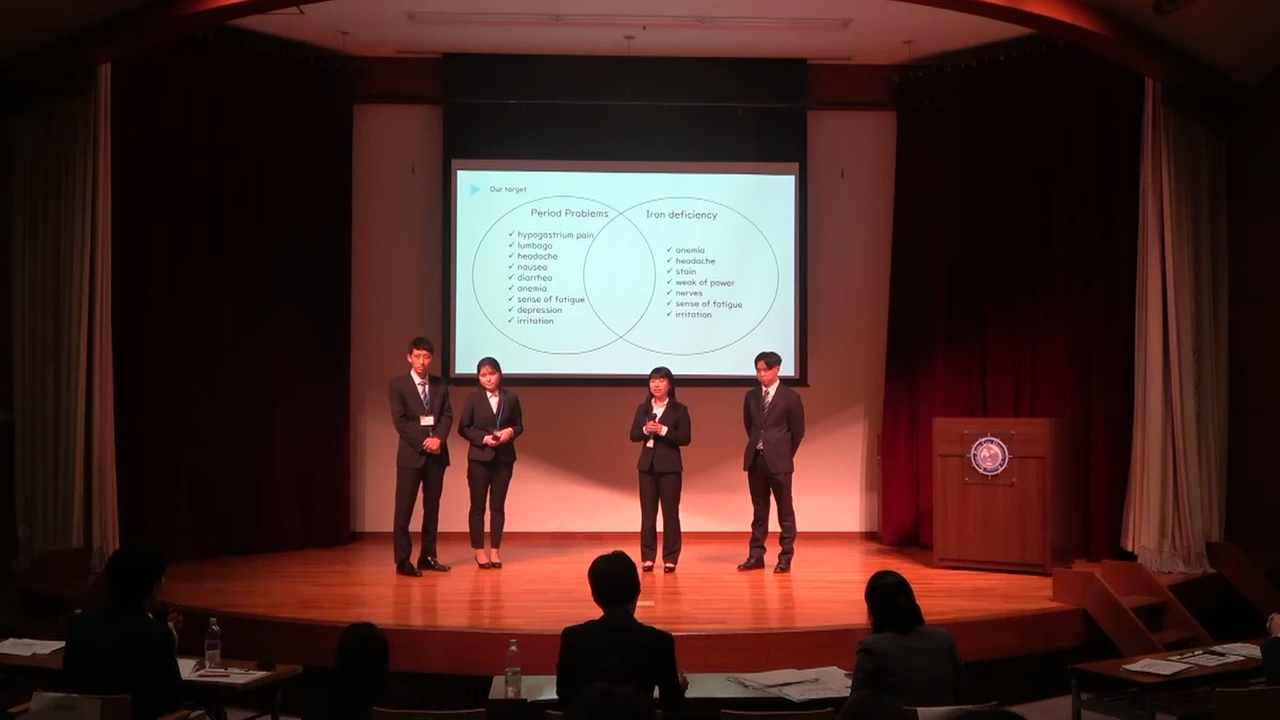 Our target
Period Problems
✓ hypogastrium pain
✓ lumbago
✓ headache
✓ nausea
✓ diarrhea
✓ anemia
✓ sense of fatigue
✓ depression
✓ irritation
Iron deficiency
✓ anemia
✓ headache
✓ stain
✓ weak of power
✓ nerves
✓ sense of fatigue
✓ irritation